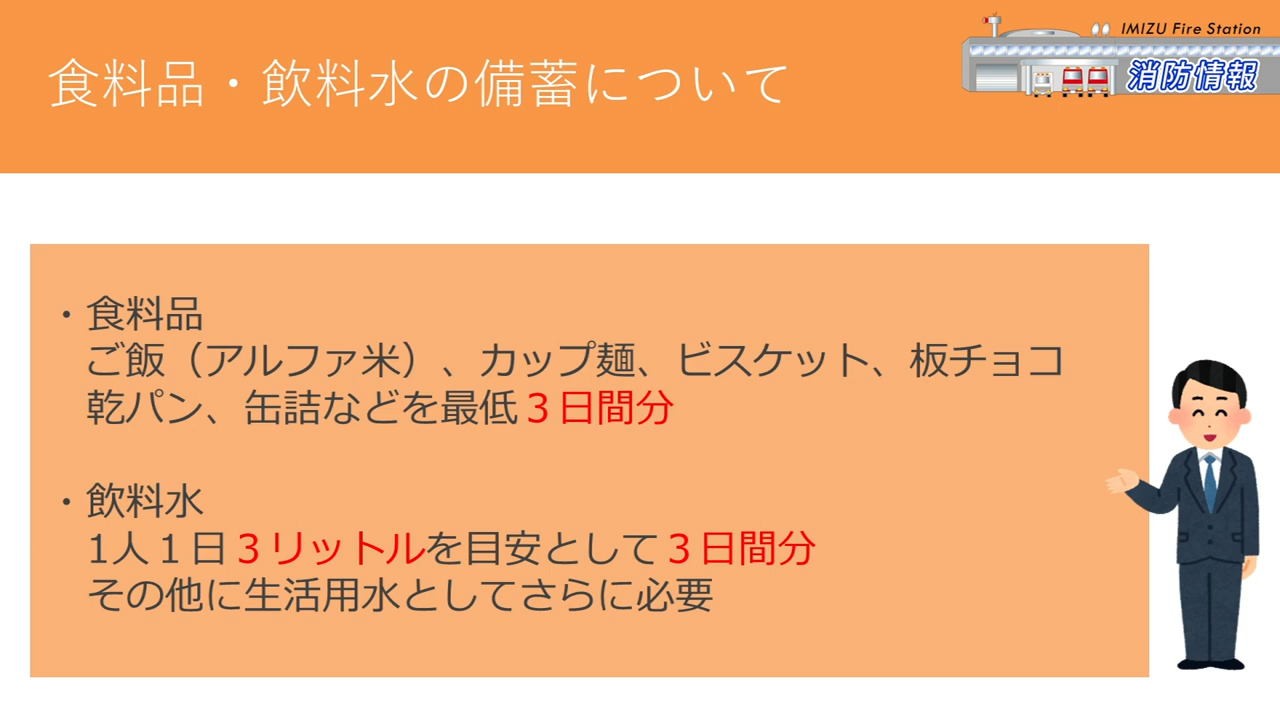 食料品・飲料水の備蓄について
IMIZU Fire Station
消防情報
・食料品
ご飯（アルファ米）、カップ麺、ビスケット、板チョコ
乾パン、缶詰などを最低３日間分
・飲料水
1人１日３リットルを目安として３日間分
その他に生活用水としてさらに必要